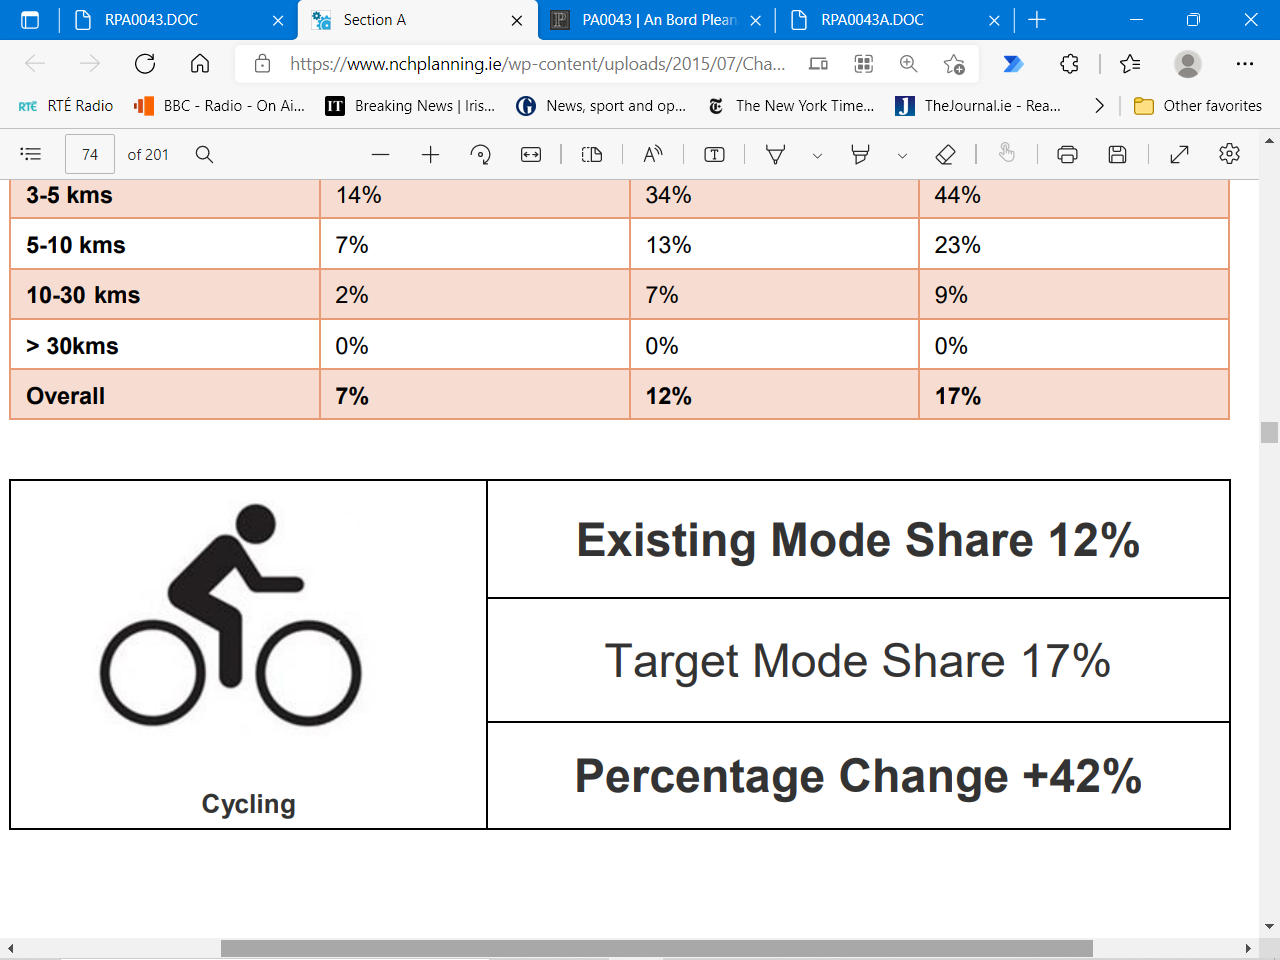 RPA0043.DOC
Section A
PA0043 | An Bord Plean
RPA0043A.DOC
https://www.nchplanning.ie/wp-content/uploads/2015/07/Cha...
RTÉ RTÉ Radio
BBC - Radio - On Ai...
IT Breaking News | Iris...
News, sport and op...
The New York Time...
J TheJournal.ie - Rea...
Other favorites
74 of 201
3-5 kms 14% 34% 44%
5-10 kms 7% 13% 23%
10-30 kms 2% 7% 9%
> 30kms 0% 0% 0%
Overall 7% 12% 17%
Existing Mode Share 12%
Target Mode Share 17%
Percentage Change +42%
Cycling